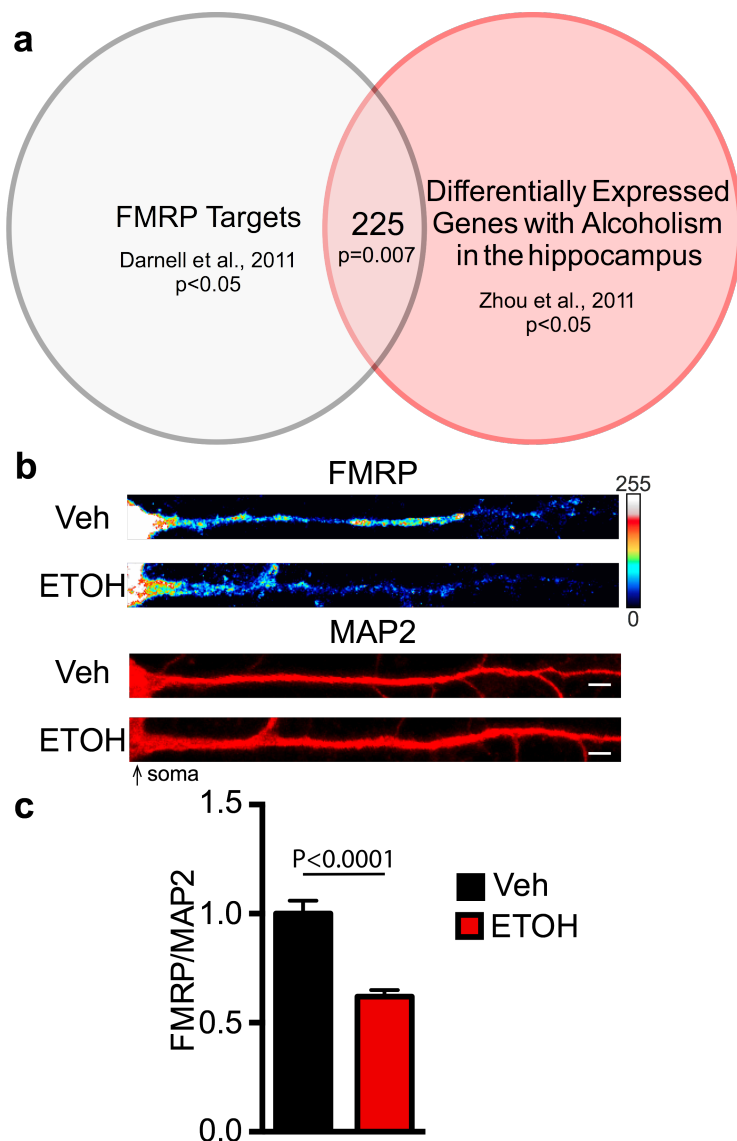 a
FMRP Targets
Darnell et al., 2011
p<0.05
225
p=0.007
Differentially Expressed
Genes with Alcoholism
in the hippocampus
Zhou et al., 2011
p<0.05
b
FMRP
Veh
ETOH
255
0
MAP2
Veh
ETOH
↑ soma
c
1.5
1.0
0.5
0.0
FMRP/MAP2
P<0.0001
Veh
ETOH